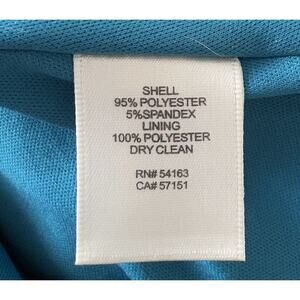 SHELL
95% POLYESTER
5%SPANDEX
LINING
100% POLYESTER
DRY CLEAN
RN# 54163
CA# 57151